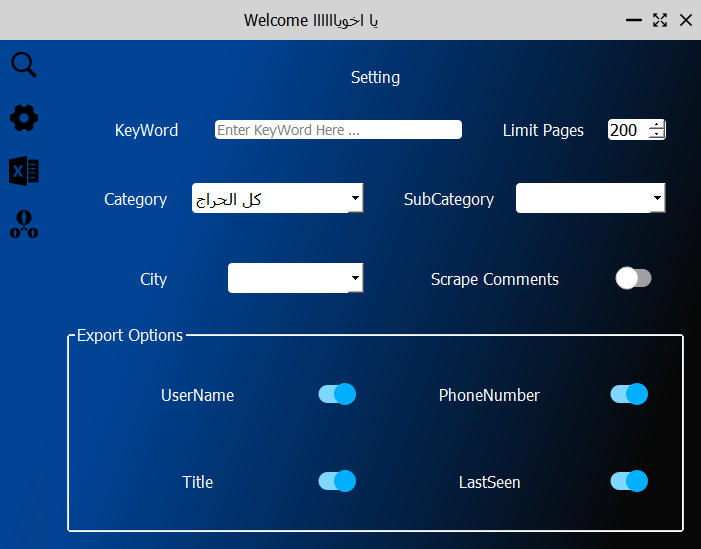 Welcome يا اخويااااااا
Setting
KeyWord Enter KeyWord Here ... Limit Pages 200
Category كل الحراج SubCategory
City Scrape Comments
Export Options
UserName PhoneNumber
Title LastSeen